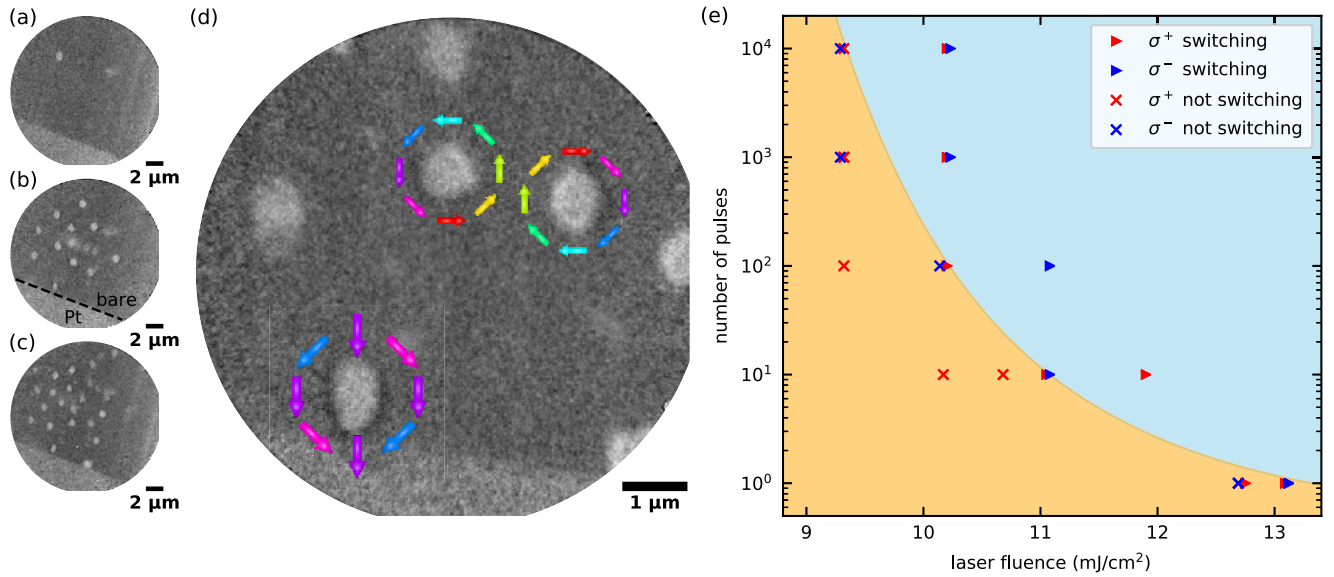 (a)
2 μm
(b)
bare
Pt
2 μm
(c)
2 μm
(d)
1 μm
(e)
σ⁺ switching
σ⁻ switching
σ⁺ not switching
σ⁻ not switching
number of pulses
10⁴
10³
10²
10¹
10⁰
9 10 11 12 13
laser fluence (mJ/cm²)